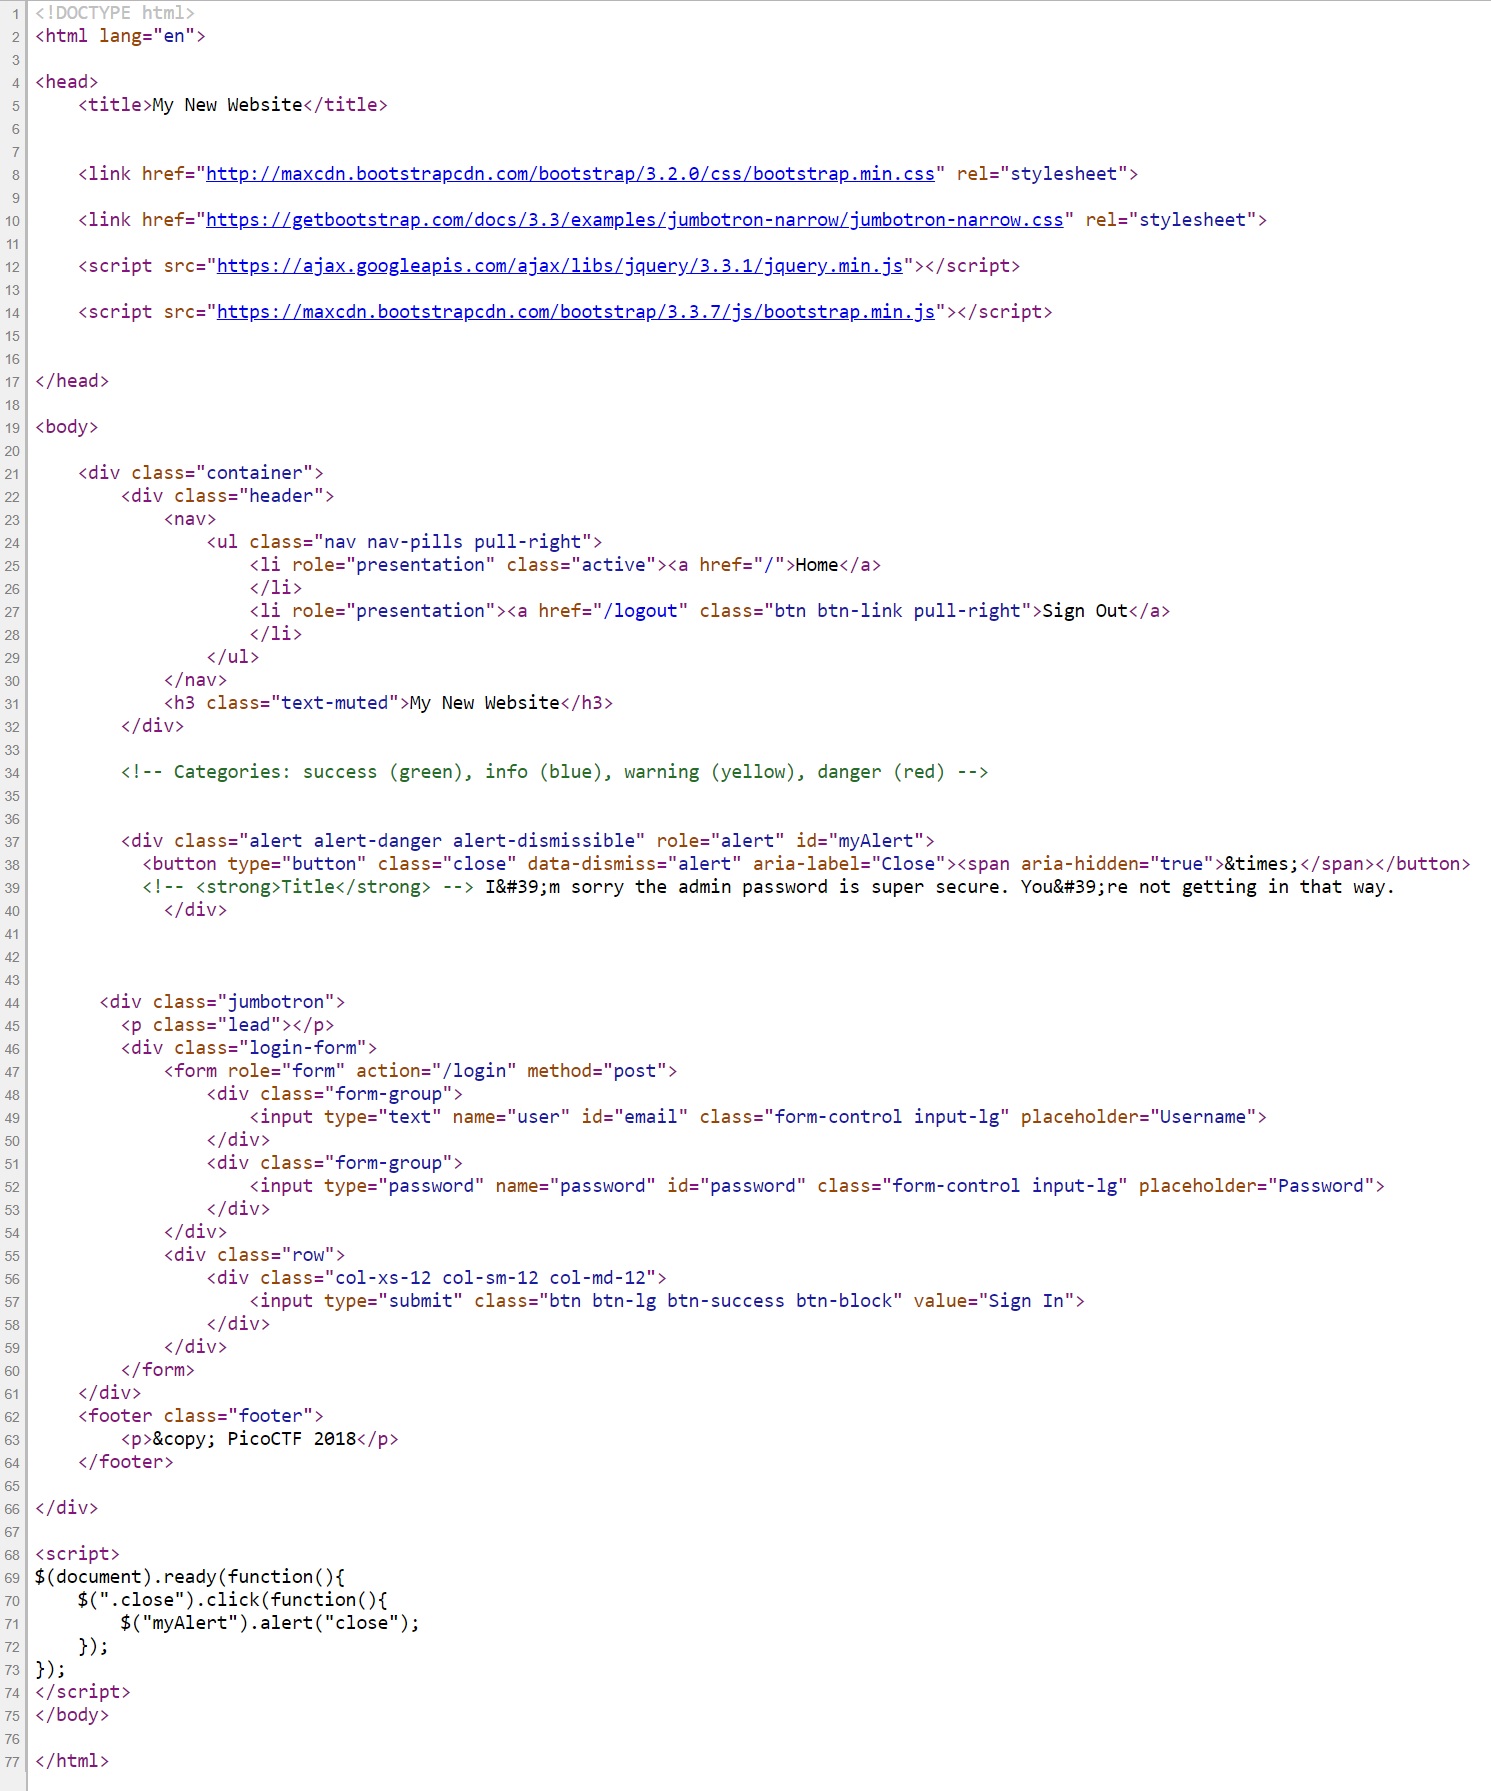 1 <!DOCTYPE html>
2 <html lang="en">
3
4 <head>
5     <title>My New Website</title>
6
7
8     <link href="http://maxcdn.bootstrapcdn.com/bootstrap/3.2.0/css/bootstrap.min.css" rel="stylesheet">
9
10     <link href="https://getbootstrap.com/docs/3.3/examples/jumbotron-narrow/jumbotron-narrow.css" rel="stylesheet">
11
12     <script src="https://ajax.googleapis.com/ajax/libs/jquery/3.3.1/jquery.min.js"></script>
13
14     <script src="https://maxcdn.bootstrapcdn.com/bootstrap/3.3.7/js/bootstrap.min.js"></script>
15
16
17 </head>
18
19 <body>
20
21     <div class="container">
22         <div class="header">
23             <nav>
24                 <ul class="nav nav-pills pull-right">
25                     <li role="presentation" class="active"><a href="/">Home</a>
26                     </li>
27                     <li role="presentation"><a href="/logout" class="btn btn-link pull-right">Sign Out</a>
28                     </li>
29                 </ul>
30             </nav>
31             <h3 class="text-muted">My New Website</h3>
32         </div>
33
34         <!-- Categories: success (green), info (blue), warning (yellow), danger (red) -->
35
36
37         <div class="alert alert-danger alert-dismissible" role="alert" id="myAlert">
38           <button type="button" class="close" data-dismiss="alert" aria-label="Close"><span aria-hidden="true">&times;</span></button>
39           <!-- <strong>Title</strong> --> I&#39;m sorry the admin password is super secure. You&#39;re not getting in that way.
40             </div>
41
42
43
44       <div class="jumbotron">
45         <p class="lead"></p>
46         <div class="login-form">
47             <form role="form" action="/login" method="post">
48                 <div class="form-group">
49                     <input type="text" name="user" id="email" class="form-control input-lg" placeholder="Username">
50                 </div>
51                 <div class="form-group">
52                     <input type="password" name="password" id="password" class="form-control input-lg" placeholder="Password">
53                 </div>
54             </div>
55             <div class="row">
56                 <div class="col-xs-12 col-sm-12 col-md-12">
57                     <input type="submit" class="btn btn-lg btn-success btn-block" value="Sign In">
58                 </div>
59             </div>
60         </form>
61     </div>
62     <footer class="footer">
63         <p>&copy; PicoCTF 2018</p>
64     </footer>
65
66 </div>
67
68 <script>
69 $(document).ready(function(){
70     $(".close").click(function(){
71         $("myAlert").alert("close");
72     });
73 });
74 </script>
75 </body>
76
77 </html>